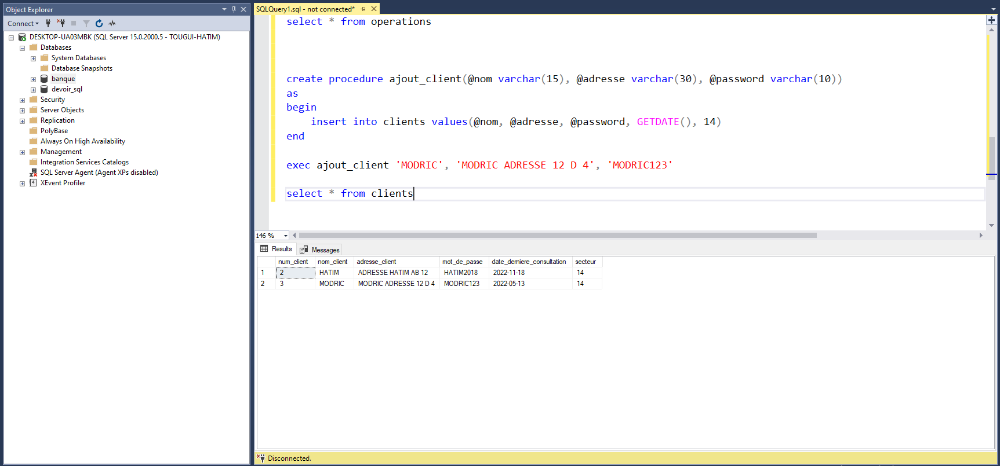 Object Explorer
Connect
DESKTOP-UA03MBK (SQL Server 15.0.2000.5 - TOUGUI-HATIM)
Databases
System Databases
Database Snapshots
banque
devoir_sql
Security
Server Objects
Replication
PolyBase
Always On High Availability
Management
Integration Services Catalogs
SQL Server Agent (Agent XPs disabled)
XEvent Profiler
SQLQuery1.sql - not connected*
select * from operations
create procedure ajout_client(@nom varchar(15), @adresse varchar(30), @password varchar(10))
as
begin
insert into clients values(@nom, @adresse, @password, GETDATE(), 14)
end
exec ajout_client 'MODRIC', 'MODRIC ADRESSE 12 D 4', 'MODRIC123'
select * from clients
146 %
Results Messages
num_client nom_client adresse_client mot_de_passe date_derniere_consultation secteur
1 2 HATIM ADRESSE HATIM AB 12 HATIM2018 2022-11-18 14
2 3 MODRIC MODRIC ADRESSE 12 D 4 MODRIC123 2022-05-13 14
Disconnected.